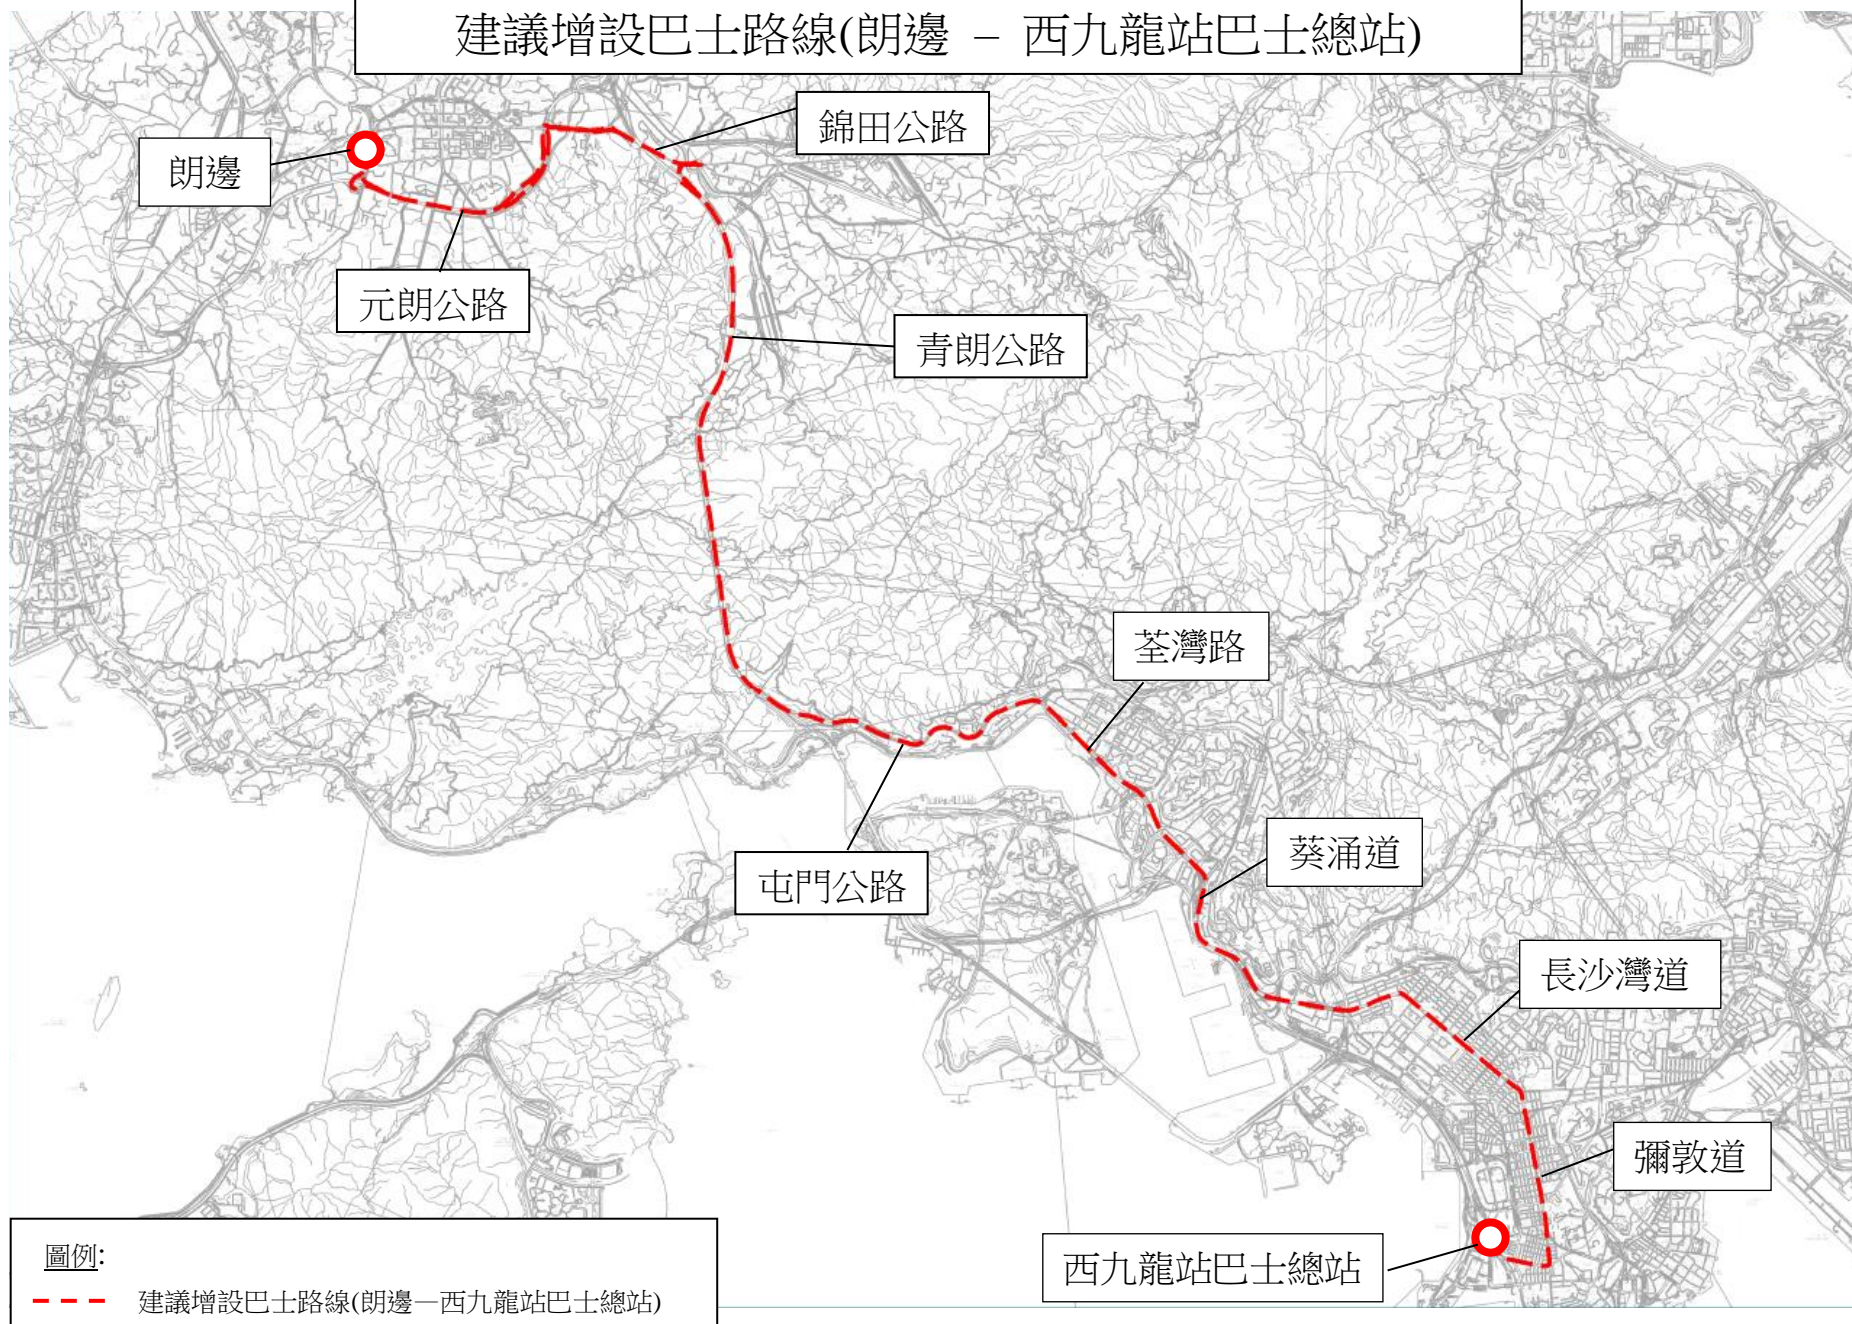 建議增設巴士路線(朗邊 – 西九龍站巴士總站)
錦田公路
朗邊
元朗公路
青朗公路
荃灣路
葵涌道
屯門公路
長沙灣道
彌敦道
西九龍站巴士總站
圖例:
建議增設巴士路線(朗邊—西九龍站巴士總站)